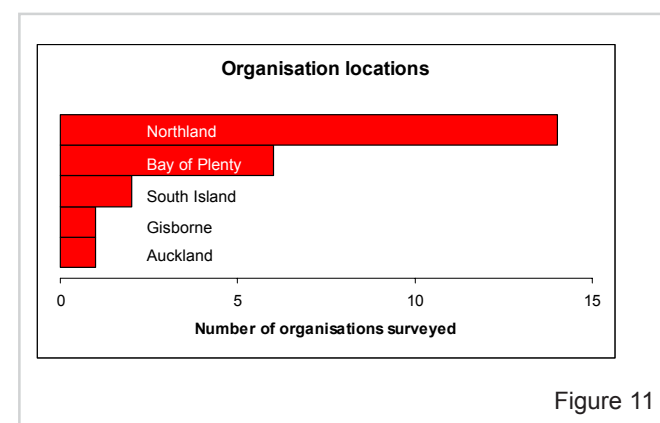 Organisation locations
Northland
Bay of Plenty
South Island
Gisborne
Auckland
0 5 10 15
Number of organisations surveyed
Figure 11